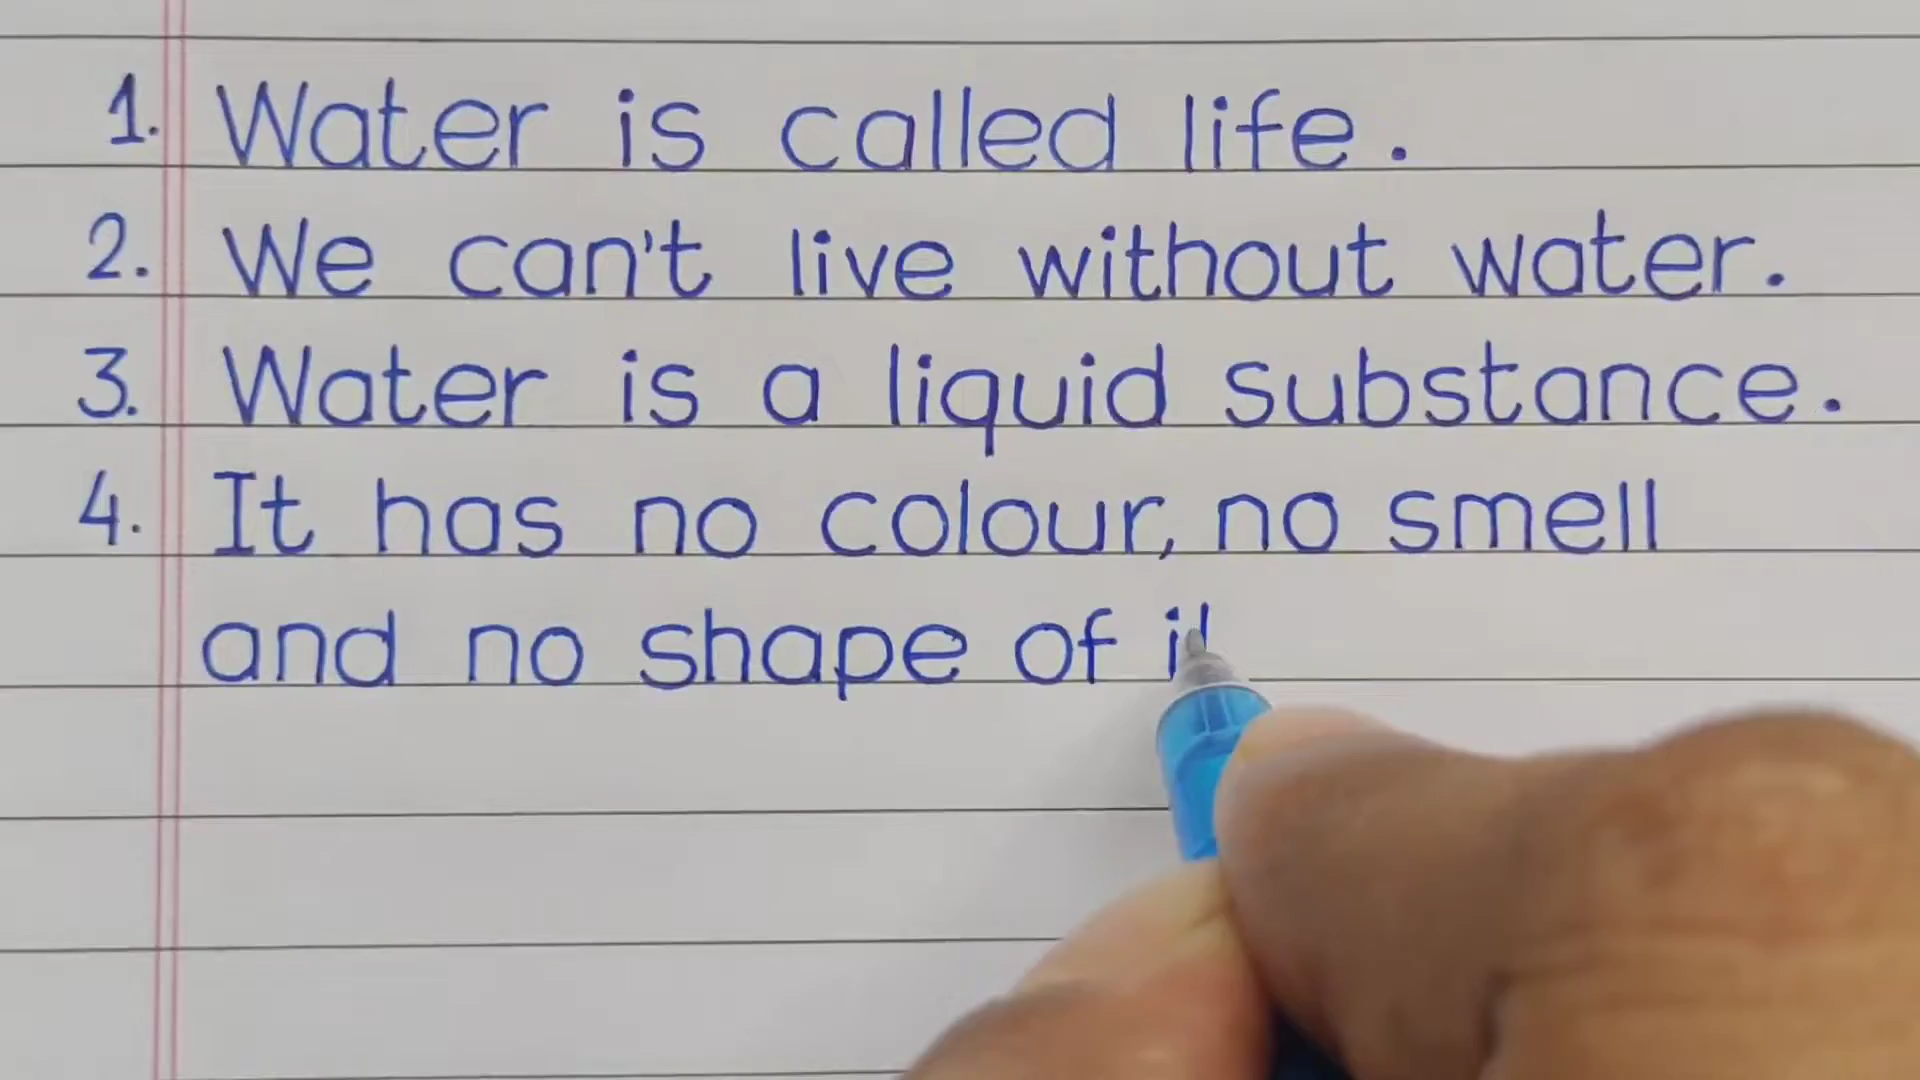 1. Water is called life.
2. We can't live without water.
3. Water is a liquid substance.
4. It has no colour, no smell
and no shape of